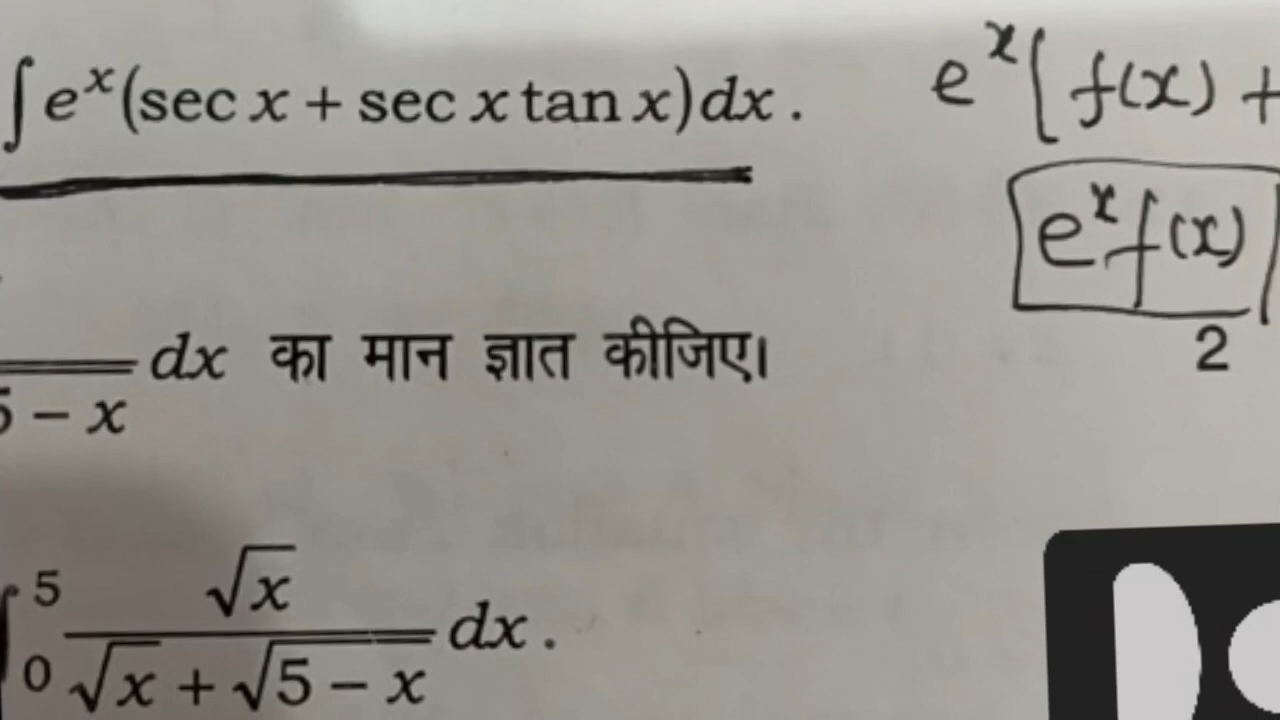 ∫ eˣ(sec x + sec x tan x)dx .
eˣ[ f(x) +
eˣf(x)
dx का मान ज्ञात कीजिए।
2
5 – x
∫₀⁵ √x / (√x + √(5 – x)) dx .